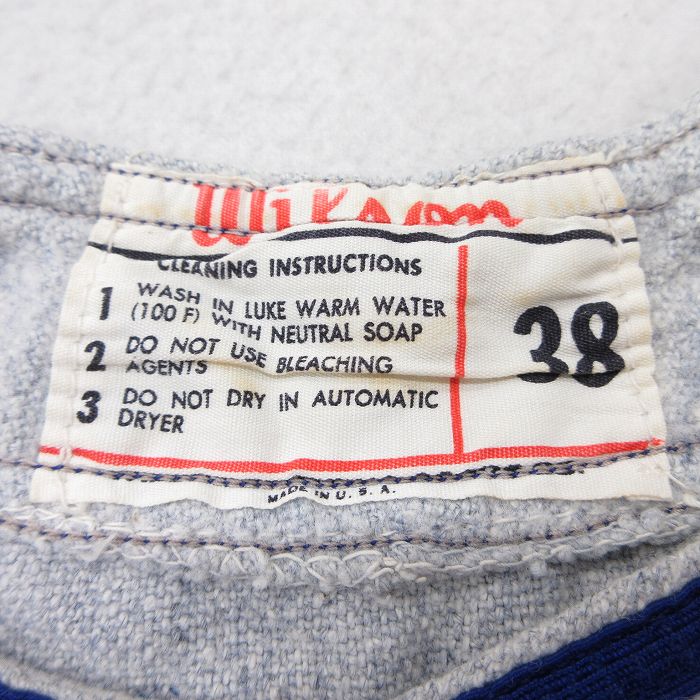 Wilson
CLEANING INSTRUCTIONS
1 WASH IN LUKE WARM WATER
(100 F) WITH NEUTRAL SOAP
2 DO NOT USE BLEACHING
AGENTS
3 DO NOT DRY IN AUTOMATIC
DRYER
38
MADE IN U. S. A.